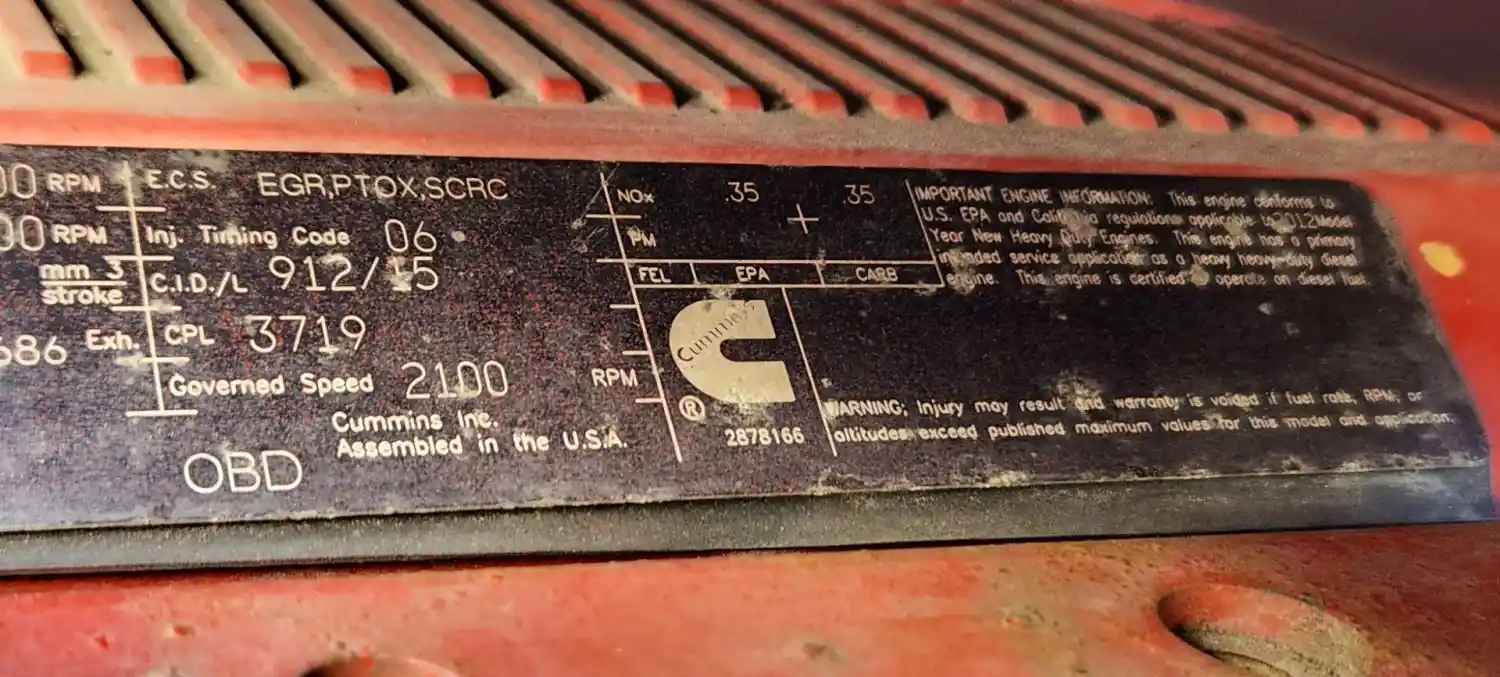 00 RPM E.C.S. EGR,PTOX,SCRC NOx .35 .35
00 RPM Inj. Timing Code 06 PM
mm 3 stroke C.I.D./L 912/15 FEL EPA CARB
686 Exh. CPL 3719
Governed Speed 2100 RPM
Cummins Inc.
Assembled in the U.S.A.
OBD
Cummins
®
2878166
IMPORTANT ENGINE INFORMATION: This engine conforms to
U.S. EPA and California regulations applicable to 2012 Model
Year New Heavy Duty Engines. This engine has a primary
intended service application as a heavy heavy-duty diesel
engine. This engine is certified to operate on diesel fuel.
WARNING; Injury may result and warranty is voided if fuel rate, RPM, or
altitudes exceed published maximum values for this model and application.